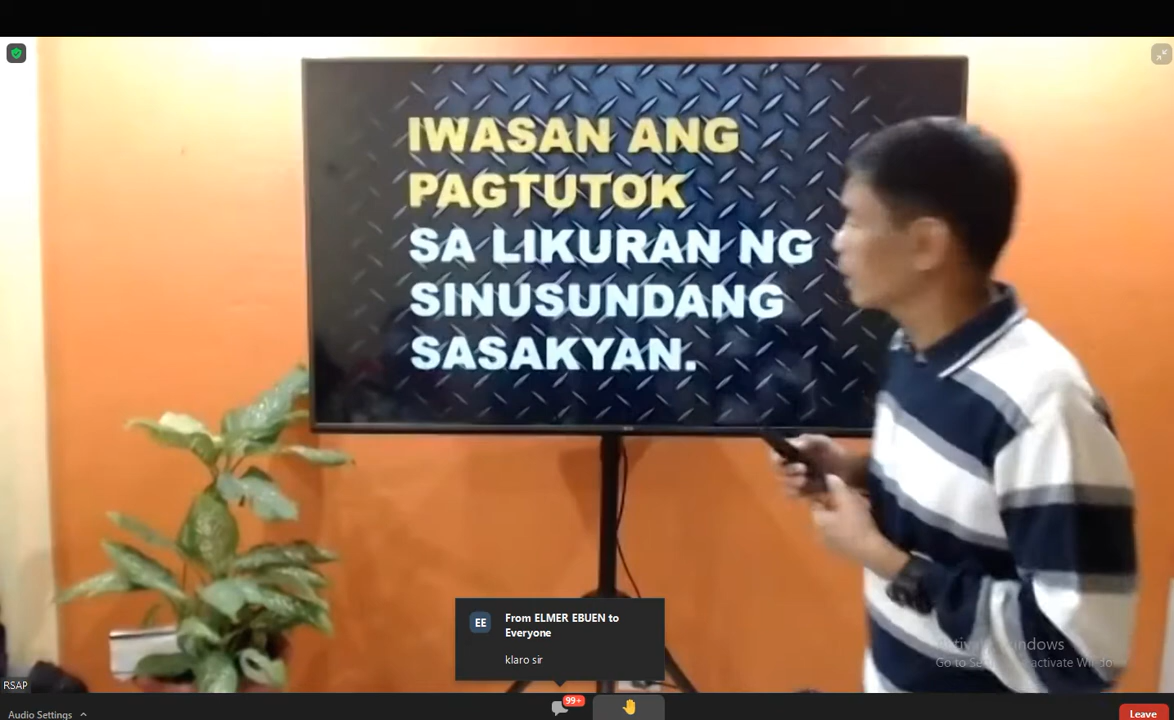 IWASAN ANG
PAGTUTOK
SA LIKURAN NG
SINUSUNDANG
SASAKYAN.
EE
From ELMER EBUEN to
Everyone
klaro sir
RSAP
99+
Audio Settings
Leave